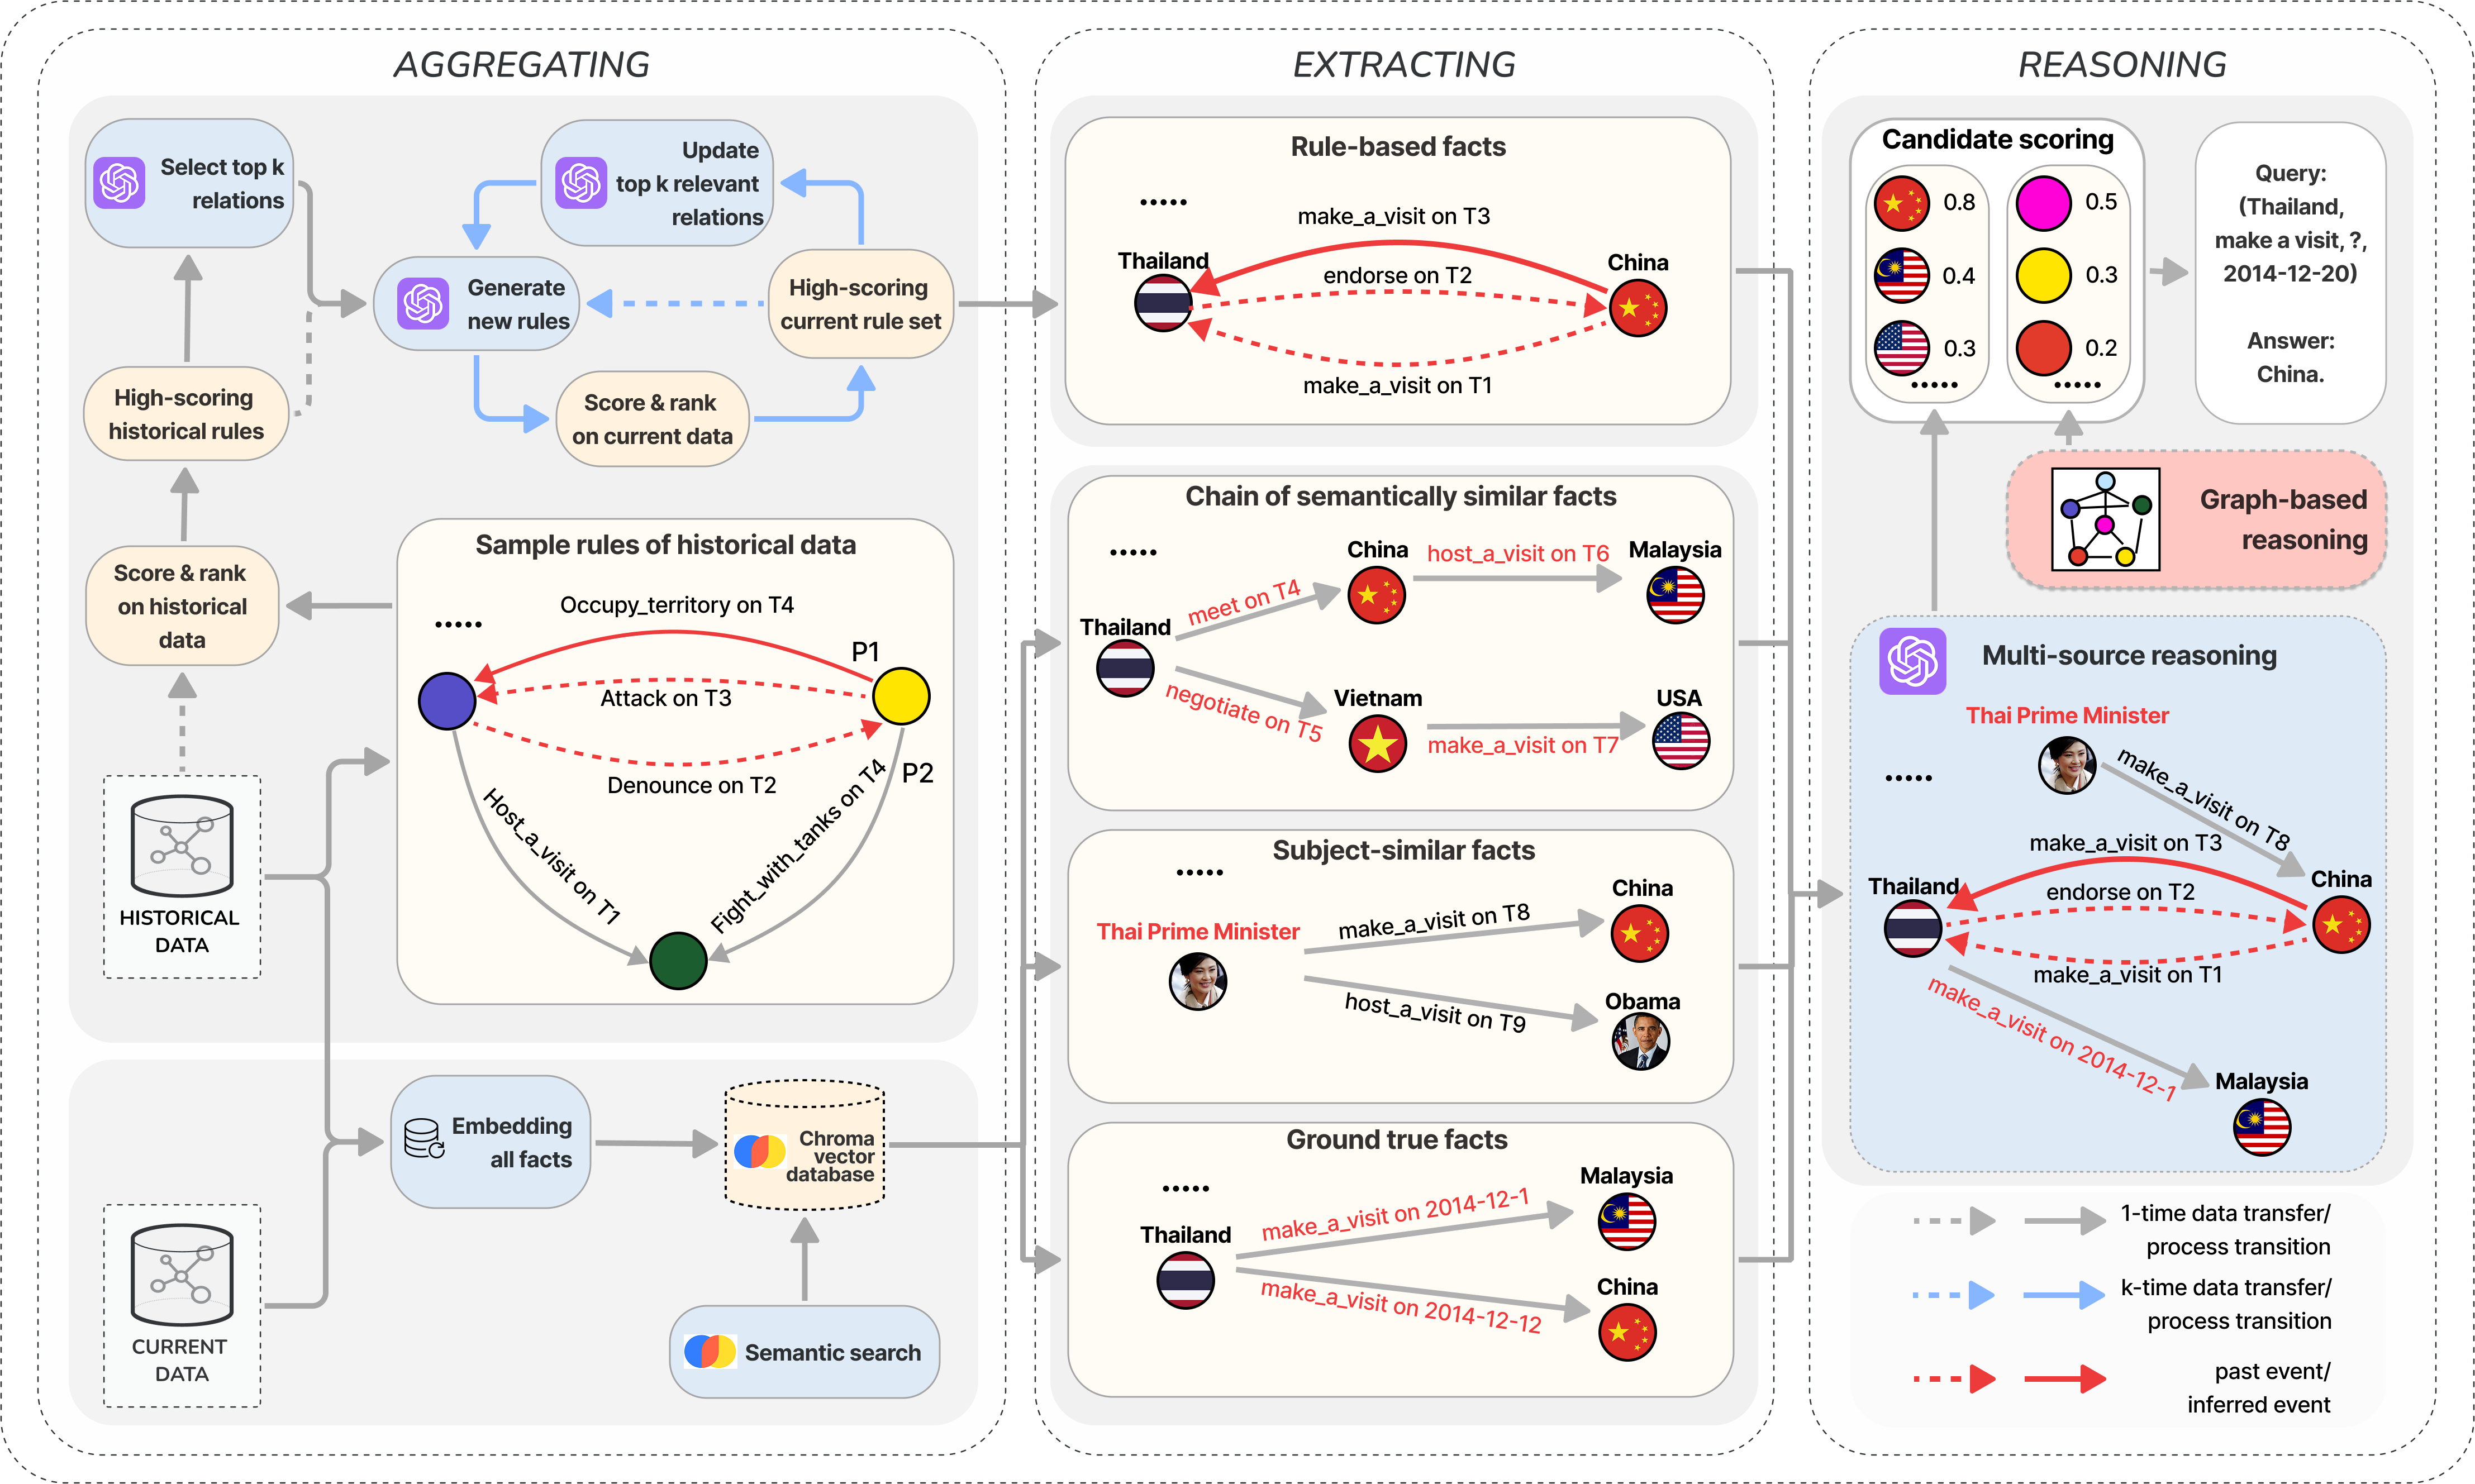 AGGREGATING
Select top k
relations
Update
top k relevant
relations
Generate
new rules
High-scoring
current rule set
High-scoring
historical rules
Score & rank
on current data
Score & rank
on historical
data
Sample rules of historical data
.....
Occupy_territory on T4
P1
Attack on T3
Denounce on T2
P2
Host_a_visit on T1
Fight_with_tanks on T4
HISTORICAL
DATA
Embedding
all facts
Chroma
vector
database
CURRENT
DATA
Semantic search
EXTRACTING
Rule-based facts
.....
make_a_visit on T3
Thailand
China
endorse on T2
make_a_visit on T1
Chain of semantically similar facts
.....
China
host_a_visit on T6
Malaysia
meet on T4
Thailand
negotiate on T5
Vietnam
USA
make_a_visit on T7
Subject-similar facts
.....
China
make_a_visit on T8
Thai Prime Minister
host_a_visit on T9
Obama
Ground true facts
.....
Malaysia
make_a_visit on 2014-12-1
Thailand
make_a_visit on 2014-12-12
China
REASONING
Candidate scoring
0.8
0.5
0.4
0.3
0.3
0.2
.....
.....
Query:
(Thailand,
make a visit, ?,
2014-12-20)
Answer:
China.
Graph-based
reasoning
Multi-source reasoning
Thai Prime Minister
.....
make_a_visit on T8
make_a_visit on T3
Thailand
China
endorse on T2
make_a_visit on T1
make_a_visit on 2014-12-1
Malaysia
1-time data transfer/
process transition
k-time data transfer/
process transition
past event/
inferred event